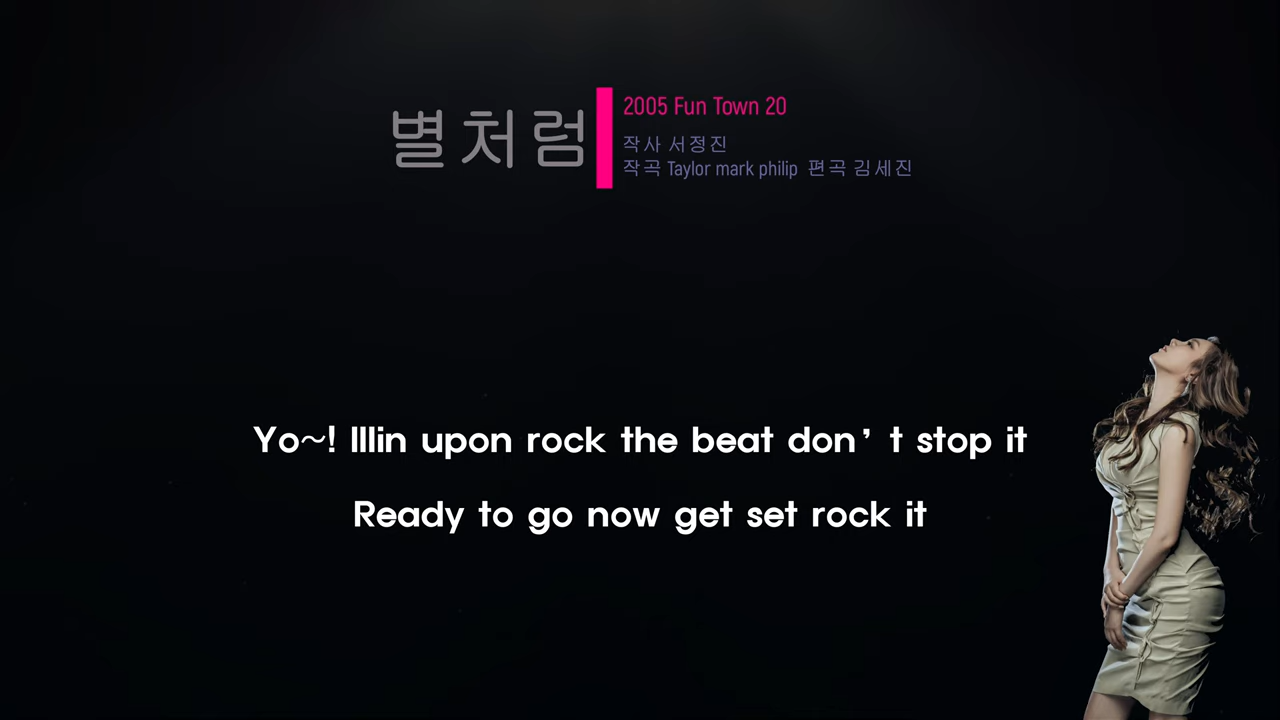 별처럼
2005 Fun Town 20
작사 서정진
작곡 Taylor mark philip 편곡 김세진
Yo~! Illin upon rock the beat don’t stop it
Ready to go now get set rock it